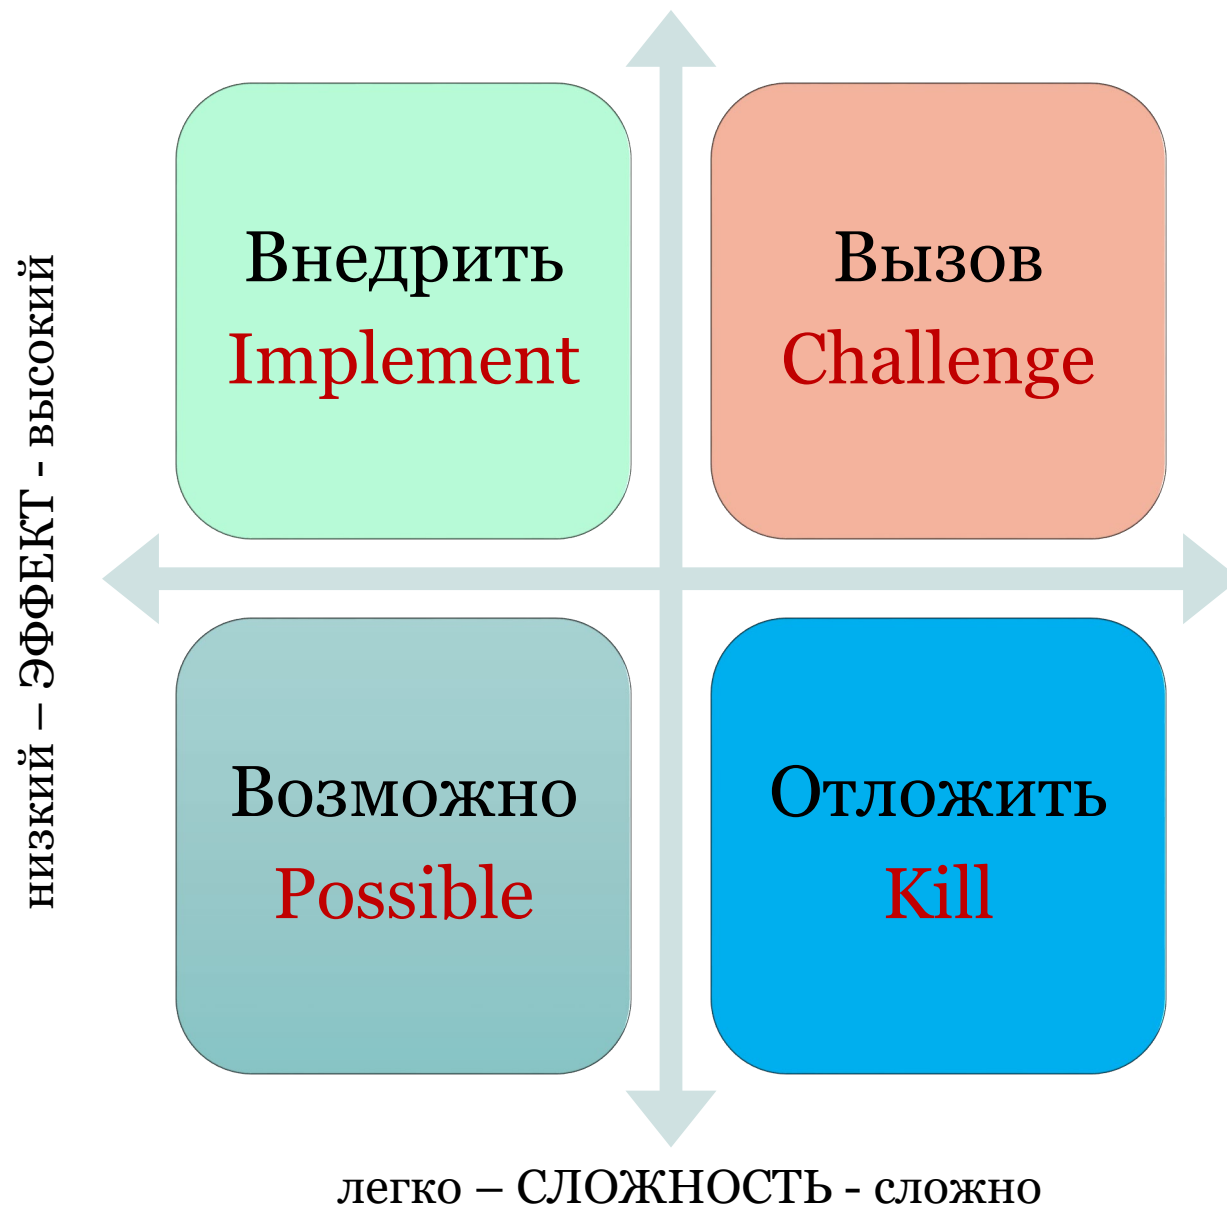 Внедрить
Implement
Вызов
Challenge
низкий – ЭФФЕКТ - высокий
Возможно
Possible
Отложить
Kill
легко – СЛОЖНОСТЬ - сложно